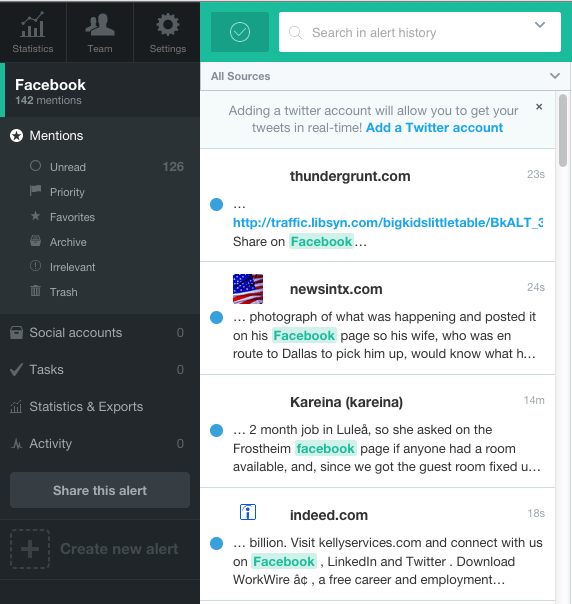 Statistics
Team
Settings
Facebook
142 mentions
Mentions
Unread 126
Priority
Favorites
Archive
Irrelevant
Trash
Social accounts 0
Tasks 0
Statistics & Exports
Activity 0
Share this alert
Create new alert
Search in alert history
All Sources
Adding a twitter account will allow you to get your
tweets in real-time! Add a Twitter account
thundergrunt.com 23s
...
http://traffic.libsyn.com/bigkidslittletable/BkALT_3
Share on Facebook...
newsintx.com 24s
... photograph of what was happening and posted it
on his Facebook page so his wife, who was en
route to Dallas to pick him up, would know what h...
Kareina (kareina) 14m
... 2 month job in Luleå, so she asked on the
Frostheim facebook page if anyone had a room
available, and, since we got the guest room fixed u...
indeed.com 18s
... billion. Visit kellyservices.com and connect with us
on Facebook , LinkedIn and Twitter . Download
WorkWire â¢ , a free career and employment...